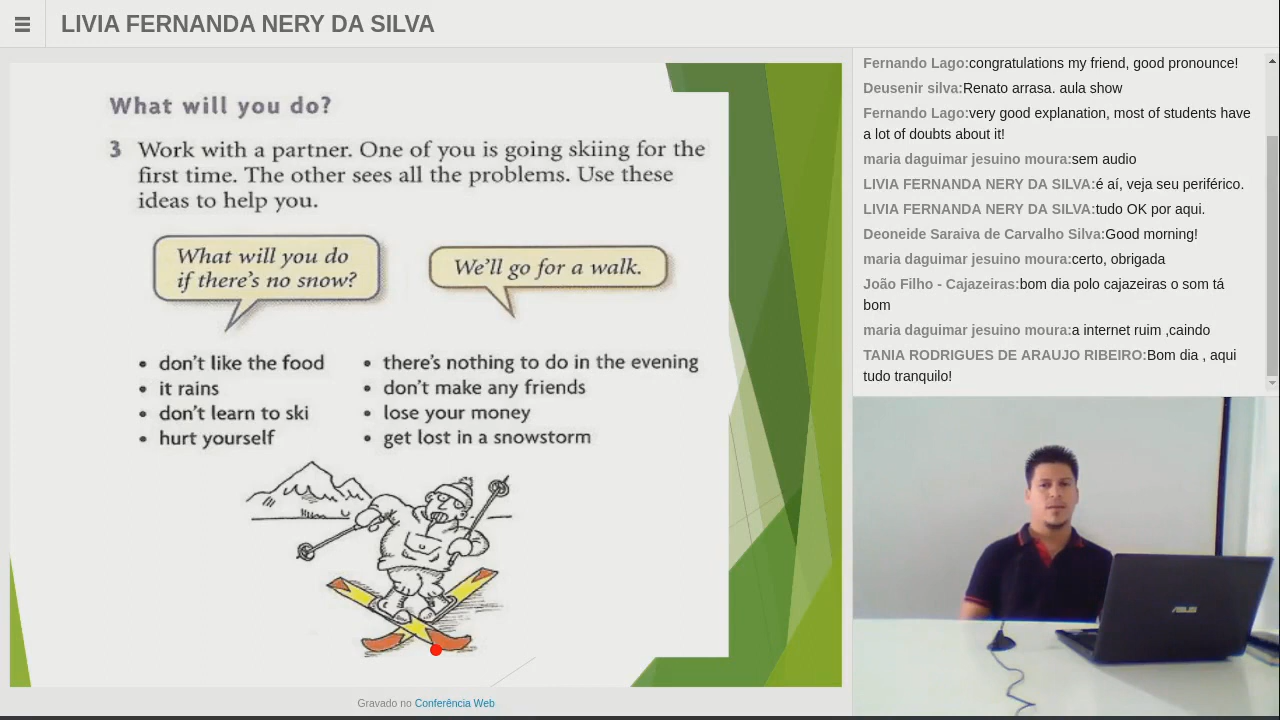 LIVIA FERNANDA NERY DA SILVA
What will you do?
3 Work with a partner. One of you is going skiing for the
first time. The other sees all the problems. Use these
ideas to help you.
What will you do
if there's no snow?
We'll go for a walk.
• don't like the food
• it rains
• don't learn to ski
• hurt yourself
• there's nothing to do in the evening
• don't make any friends
• lose your money
• get lost in a snowstorm
Gravado no Conferência Web
Fernando Lago:congratulations my friend, good pronounce!
Deusenir silva:Renato arrasa. aula show
Fernando Lago:very good explanation, most of students have
a lot of doubts about it!
maria daguimar jesuino moura:sem audio
LIVIA FERNANDA NERY DA SILVA:é aí, veja seu periférico.
LIVIA FERNANDA NERY DA SILVA:tudo OK por aqui.
Deoneide Saraiva de Carvalho Silva:Good morning!
maria daguimar jesuino moura:certo, obrigada
João Filho - Cajazeiras:bom dia polo cajazeiras o som tá
bom
maria daguimar jesuino moura:a internet ruim ,caindo
TANIA RODRIGUES DE ARAUJO RIBEIRO:Bom dia , aqui
tudo tranquilo!
ASUS